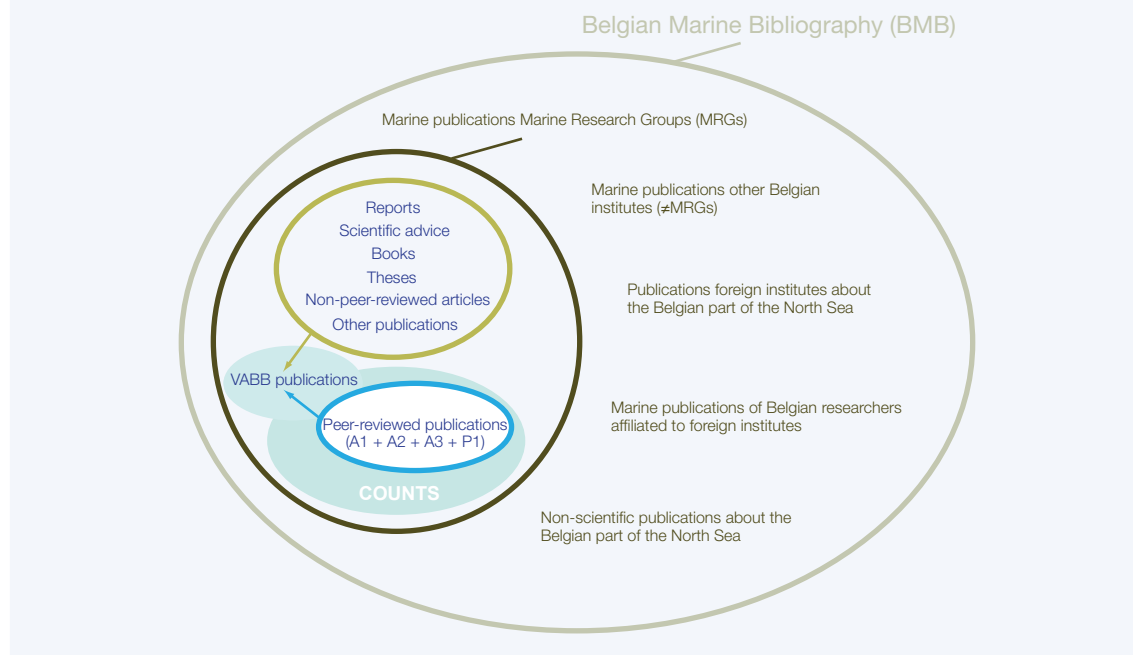 Belgian Marine Bibliography (BMB)
Marine publications Marine Research Groups (MRGs)
Marine publications other Belgian
institutes (≠MRGs)
Reports
Scientific advice
Books
Theses
Non-peer-reviewed articles
Other publications
Publications foreign institutes about
the Belgian part of the North Sea
VABB publications
Peer-reviewed publications
(A1 + A2 + A3 + P1)
COUNTS
Marine publications of Belgian researchers
affiliated to foreign institutes
Non-scientific publications about the
Belgian part of the North Sea